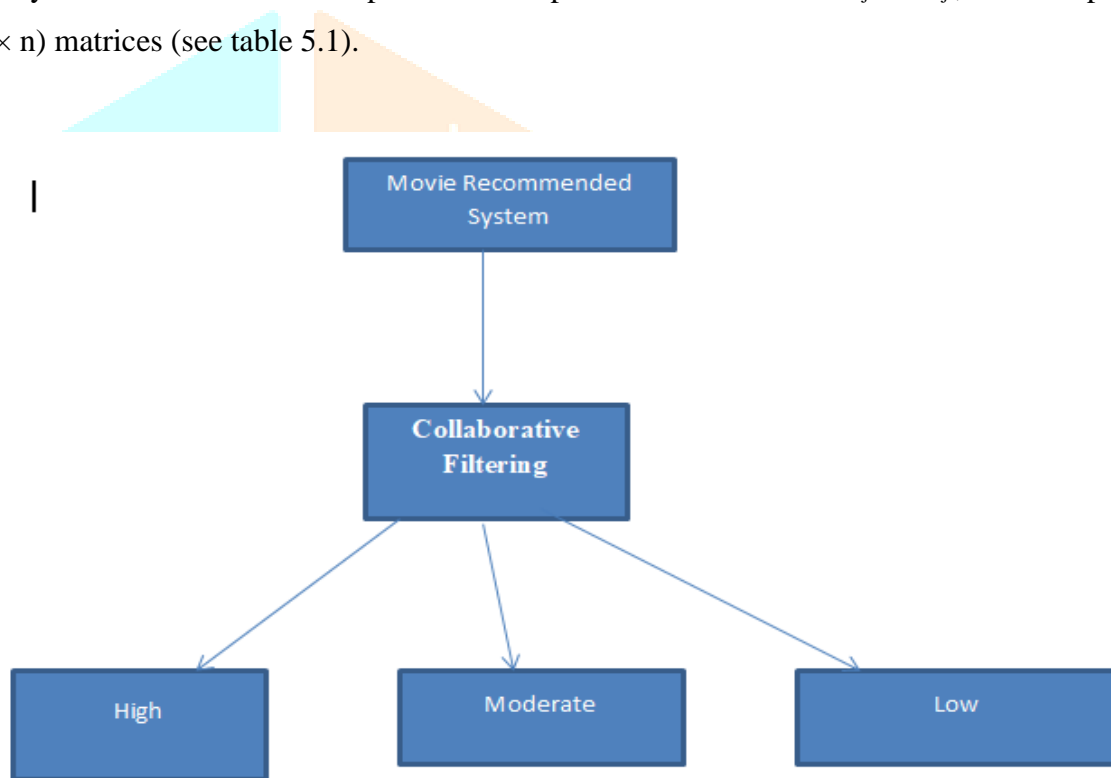 × n) matrices (see table 5.1).
Movie Recommended
System
Collaborative
Filtering
High
Moderate
Low